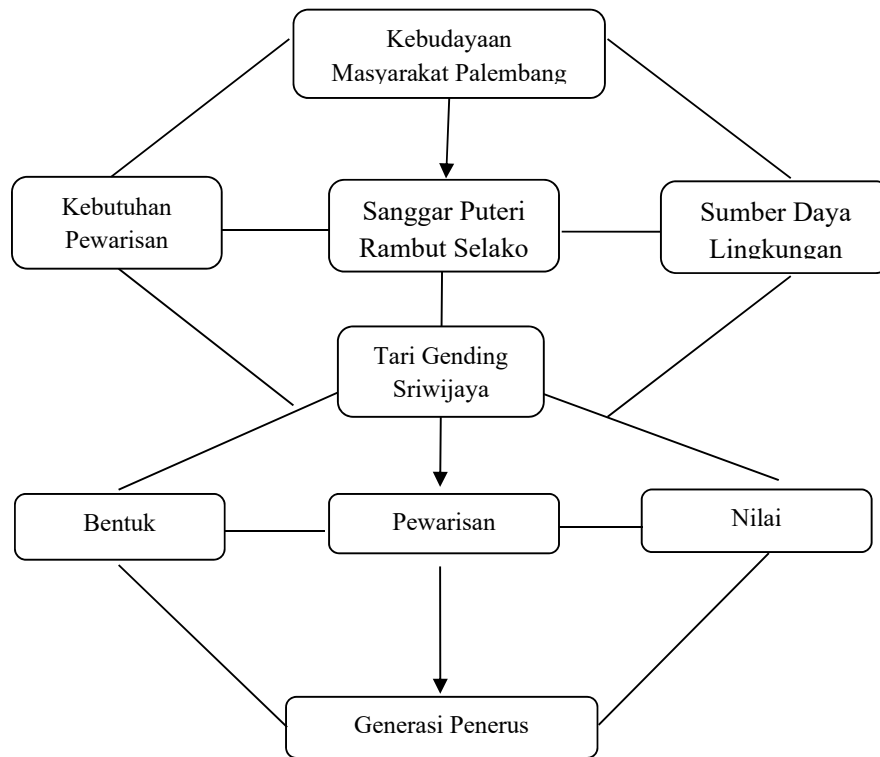 Kebudayaan
Masyarakat Palembang
Kebutuhan
Pewarisan
Sanggar Puteri
Rambut Selako
Sumber Daya
Lingkungan
Tari Gending
Sriwijaya
Bentuk
Pewarisan
Nilai
Generasi Penerus